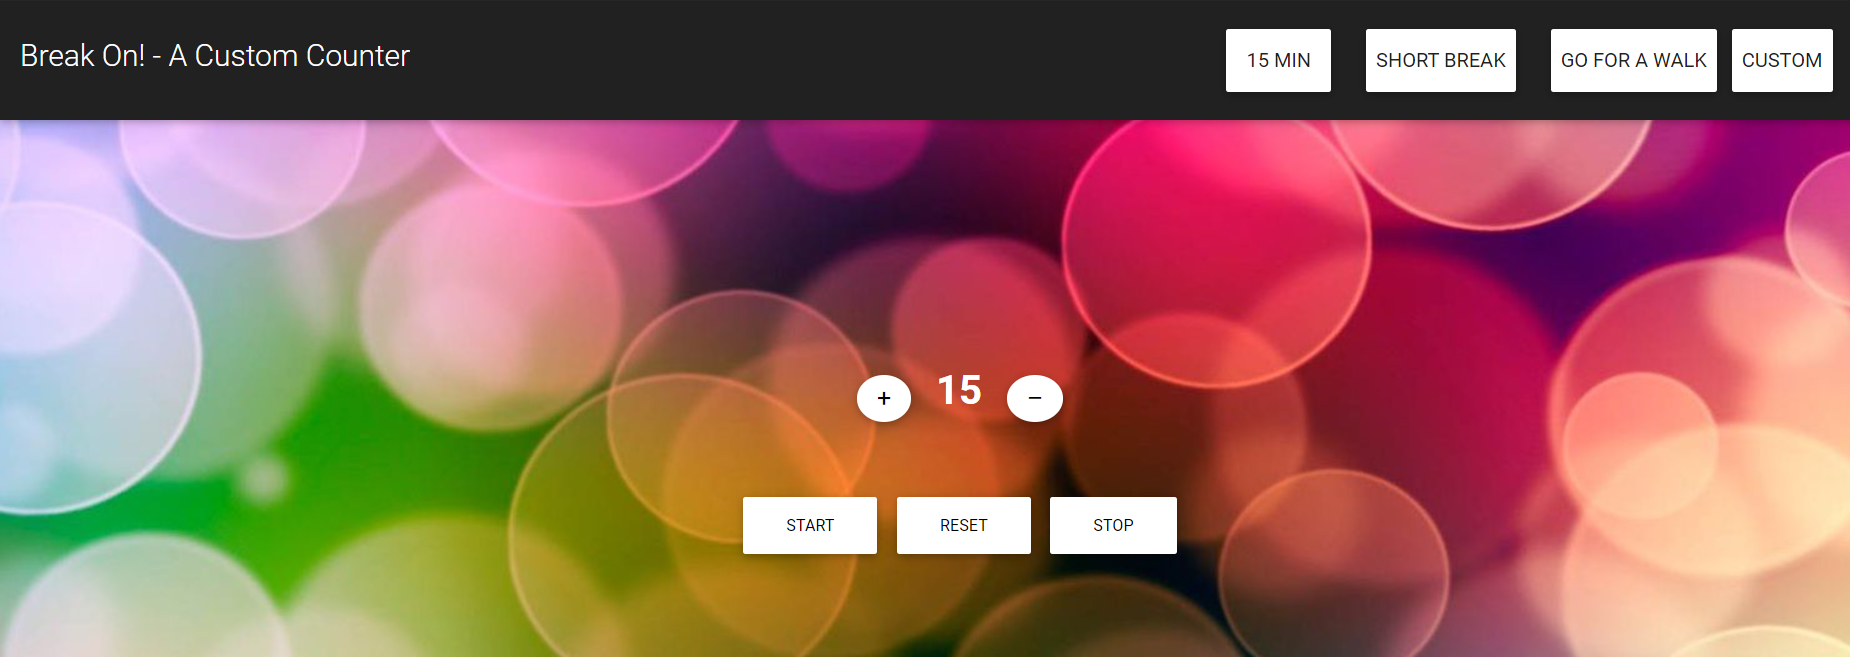 Break On! - A Custom Counter
15 MIN SHORT BREAK GO FOR A WALK CUSTOM
+ 15 −
START RESET STOP